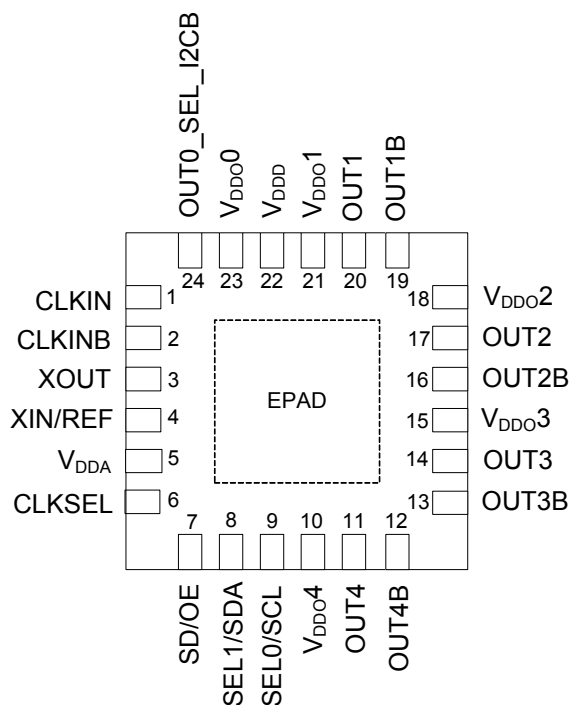 OUT0_SEL_I2CB
VDDO0
VDDD
VDDO1
OUT1
OUT1B
24
23
22
21
20
19
CLKIN
1
CLKINB
2
XOUT
3
XIN/REF
4
VDDA
5
CLKSEL
6
EPAD
18
VDDO2
17
OUT2
16
OUT2B
15
VDDO3
14
OUT3
13
OUT3B
7
8
9
10
11
12
SD/OE
SEL1/SDA
SEL0/SCL
VDDO4
OUT4
OUT4B